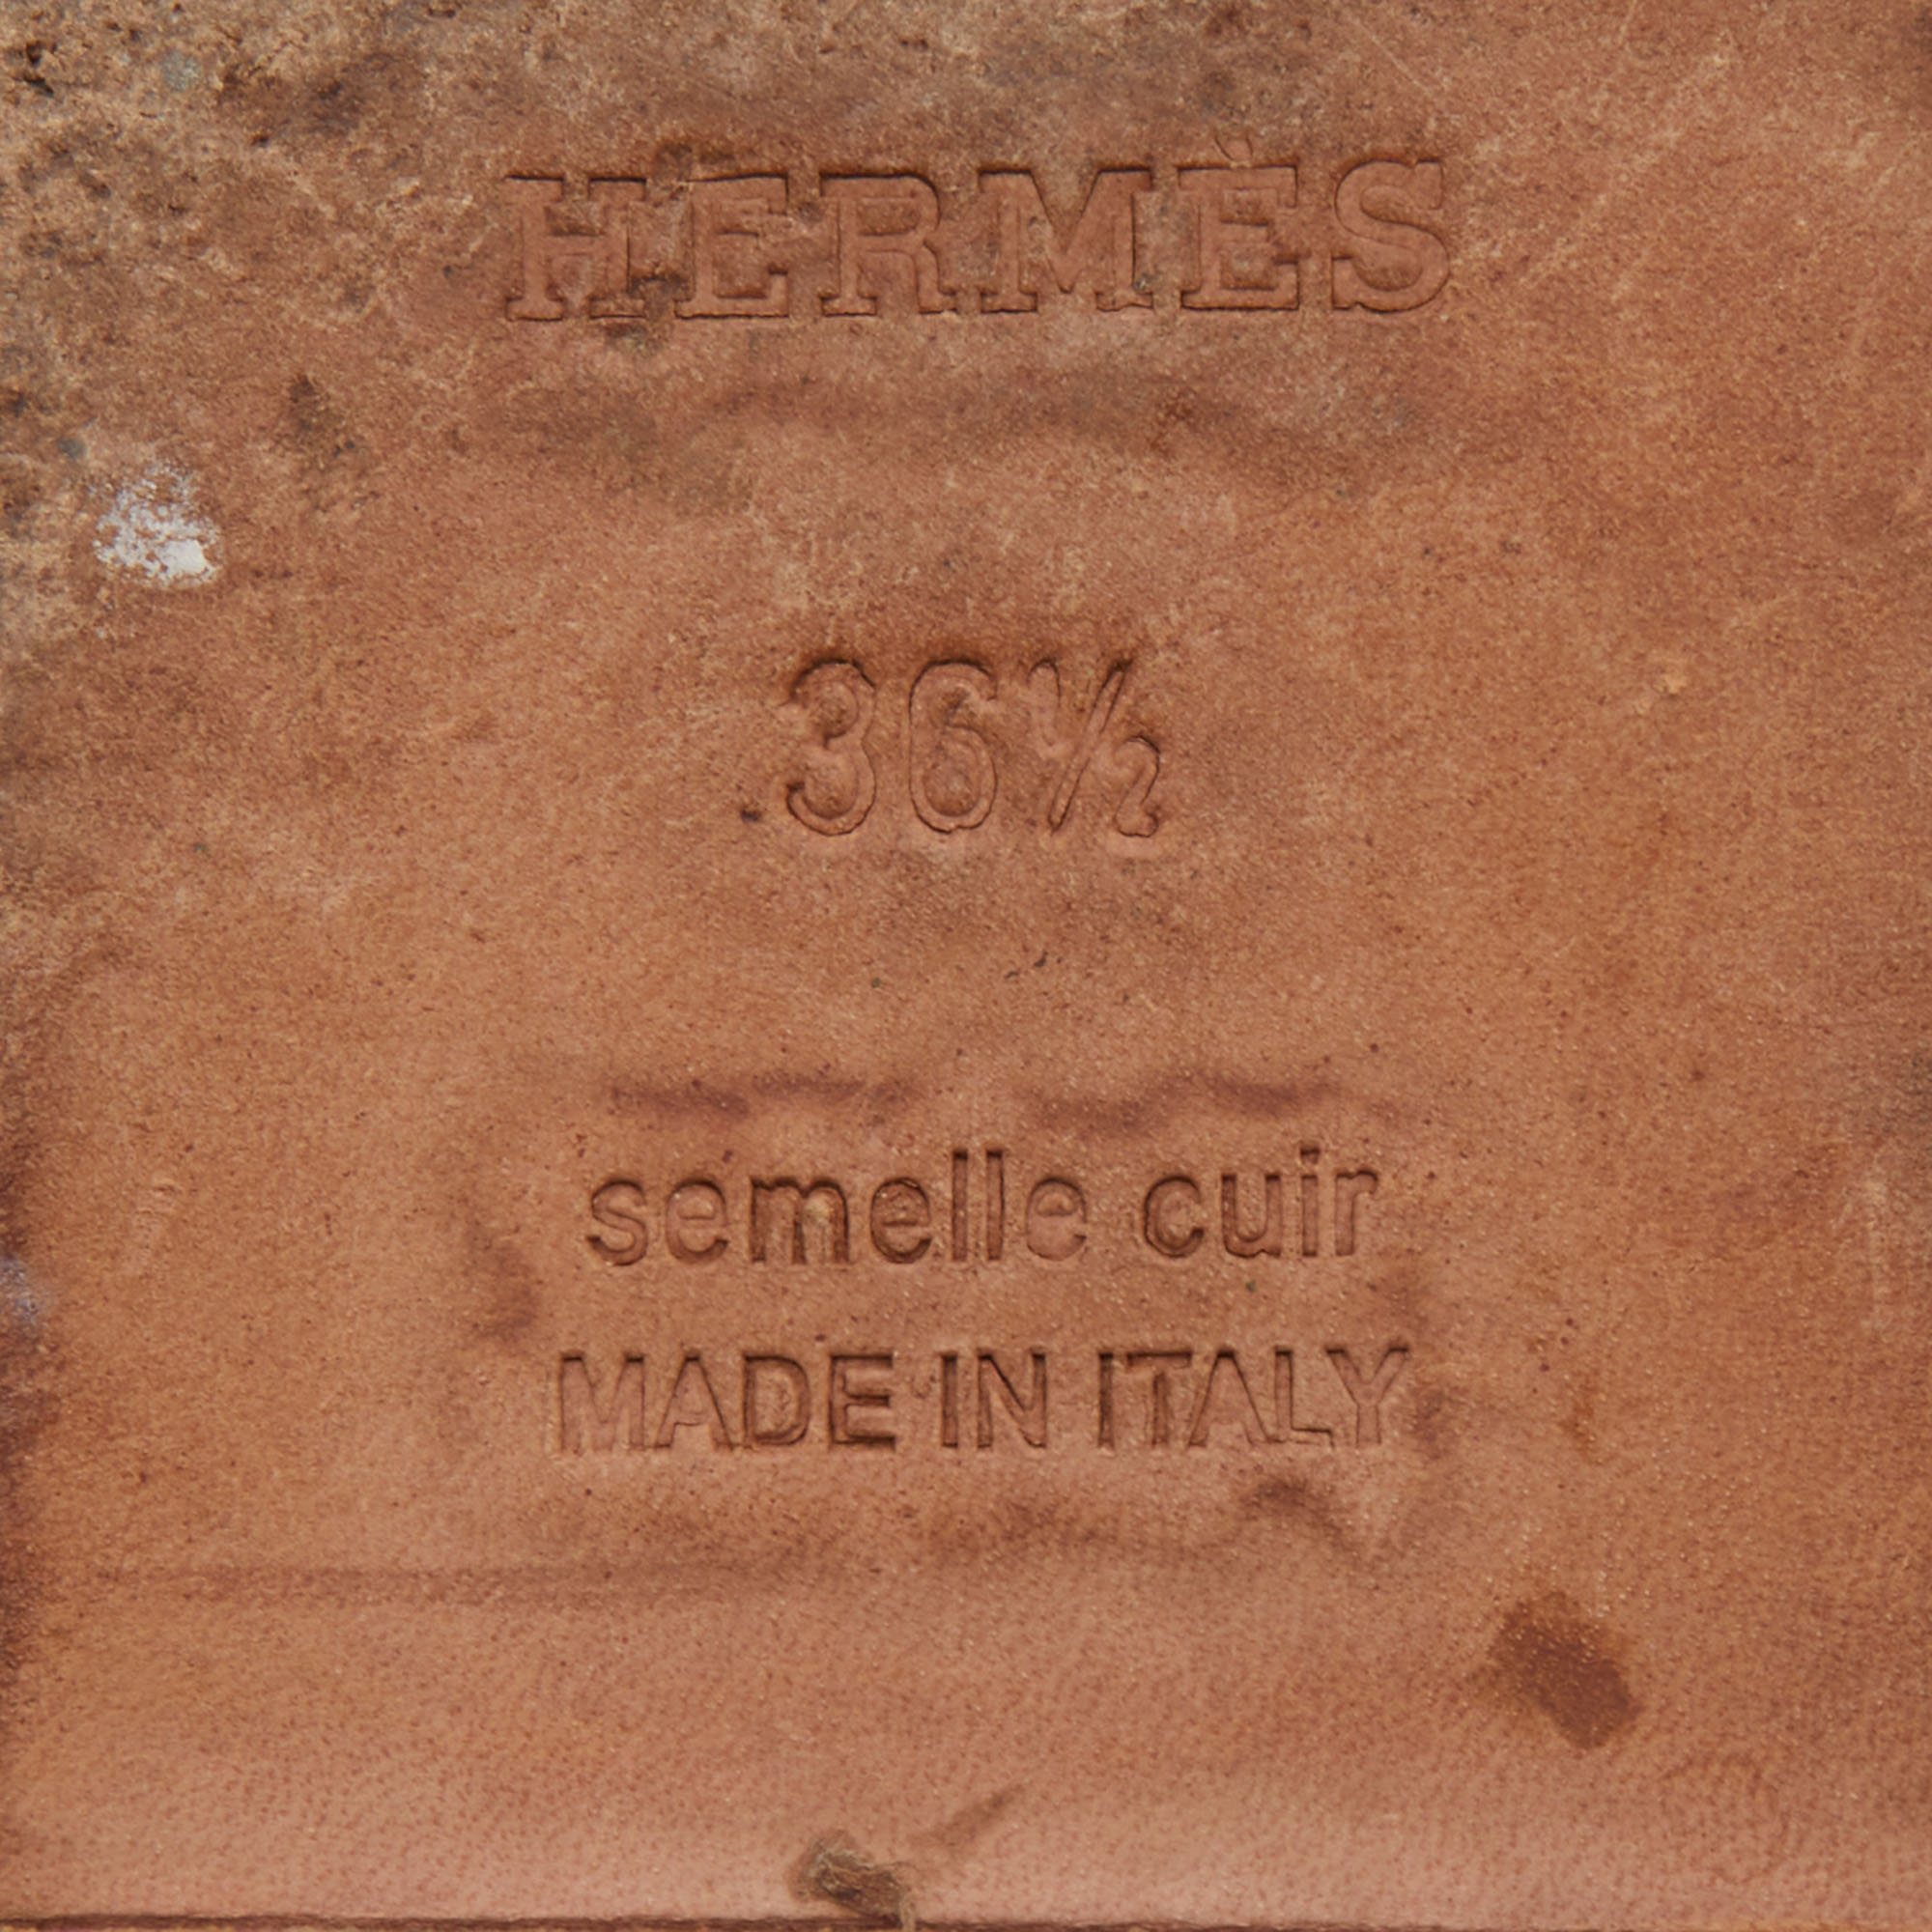 HERMÈS
36½
semelle cuir
MADE IN ITALY